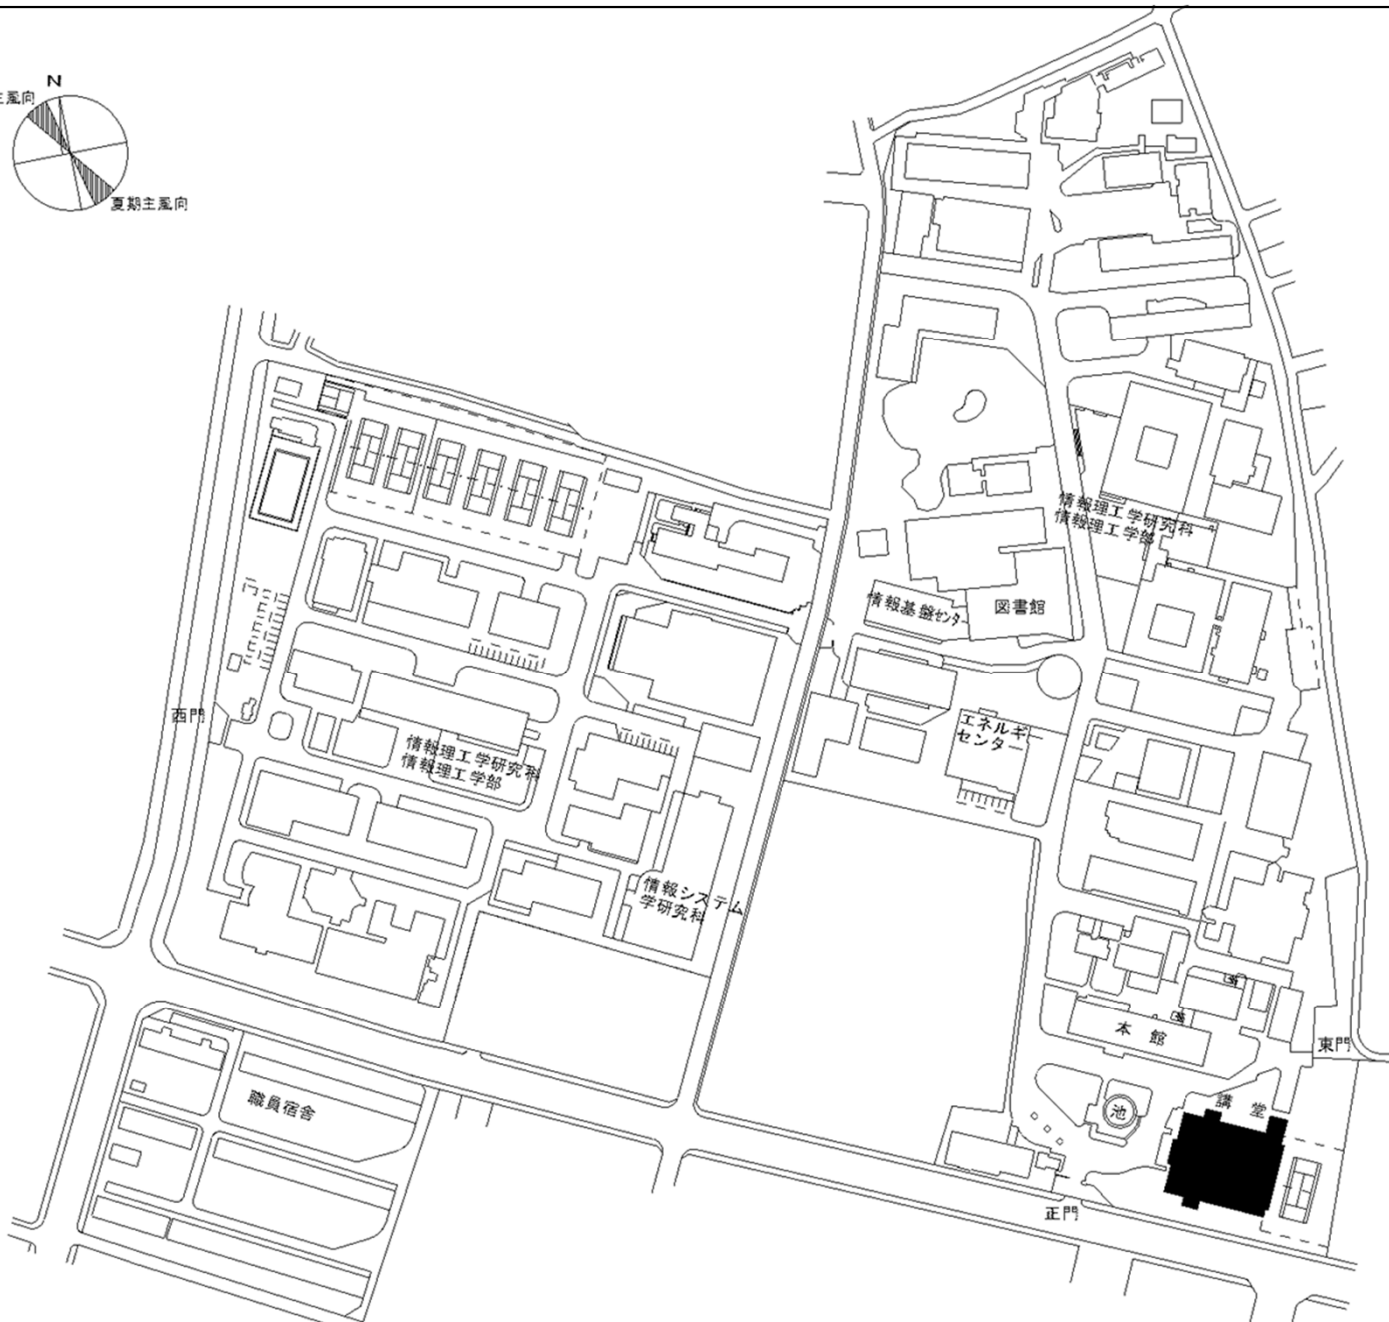 N
主風向
夏期主風向
情報理工学研究科
情報理工学部
情報基盤センター
図書館
西門
エネルギ
センター
情報理工学研究科
情報理工学部
情報システム
学研究科
本館
東門
職員宿舎
池
講堂
正門